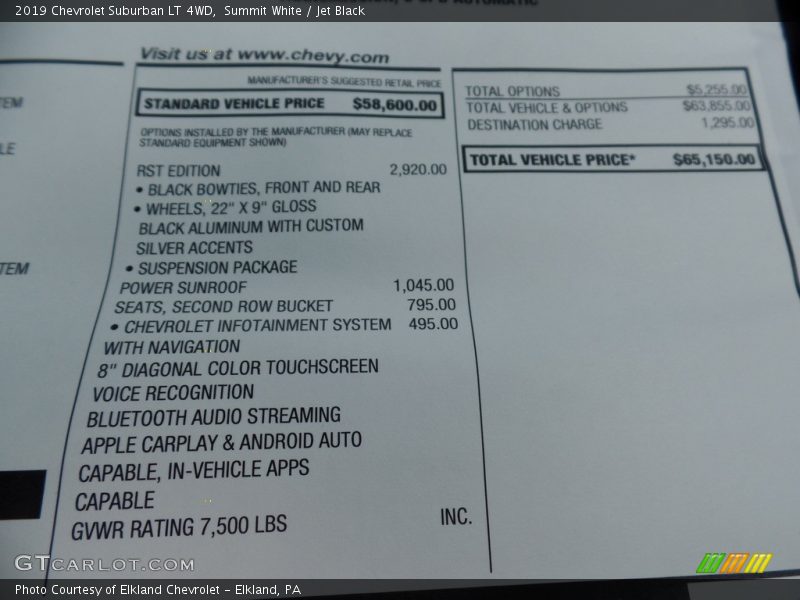 2019 Chevrolet Suburban LT 4WD,  Summit White / Jet Black
Visit us at www.chevy.com
MANUFACTURER'S SUGGESTED RETAIL PRICE
STANDARD VEHICLE PRICE $58,600.00
OPTIONS INSTALLED BY THE MANUFACTURER (MAY REPLACE
STANDARD EQUIPMENT SHOWN)
RST EDITION 2,920.00
• BLACK BOWTIES, FRONT AND REAR
• WHEELS, 22" X 9" GLOSS
BLACK ALUMINUM WITH CUSTOM
SILVER ACCENTS
• SUSPENSION PACKAGE
POWER SUNROOF 1,045.00
SEATS, SECOND ROW BUCKET 795.00
• CHEVROLET INFOTAINMENT SYSTEM 495.00
WITH NAVIGATION
8" DIAGONAL COLOR TOUCHSCREEN
VOICE RECOGNITION
BLUETOOTH AUDIO STREAMING
APPLE CARPLAY & ANDROID AUTO
CAPABLE, IN-VEHICLE APPS
CAPABLE
GVWR RATING 7,500 LBS INC.
TOTAL OPTIONS $5,255.00
TOTAL VEHICLE & OPTIONS $63,855.00
DESTINATION CHARGE 1,295.00
TOTAL VEHICLE PRICE* $65,150.00
GTCARLOT.COM
Photo Courtesy of Elkland Chevrolet – Elkland, PA